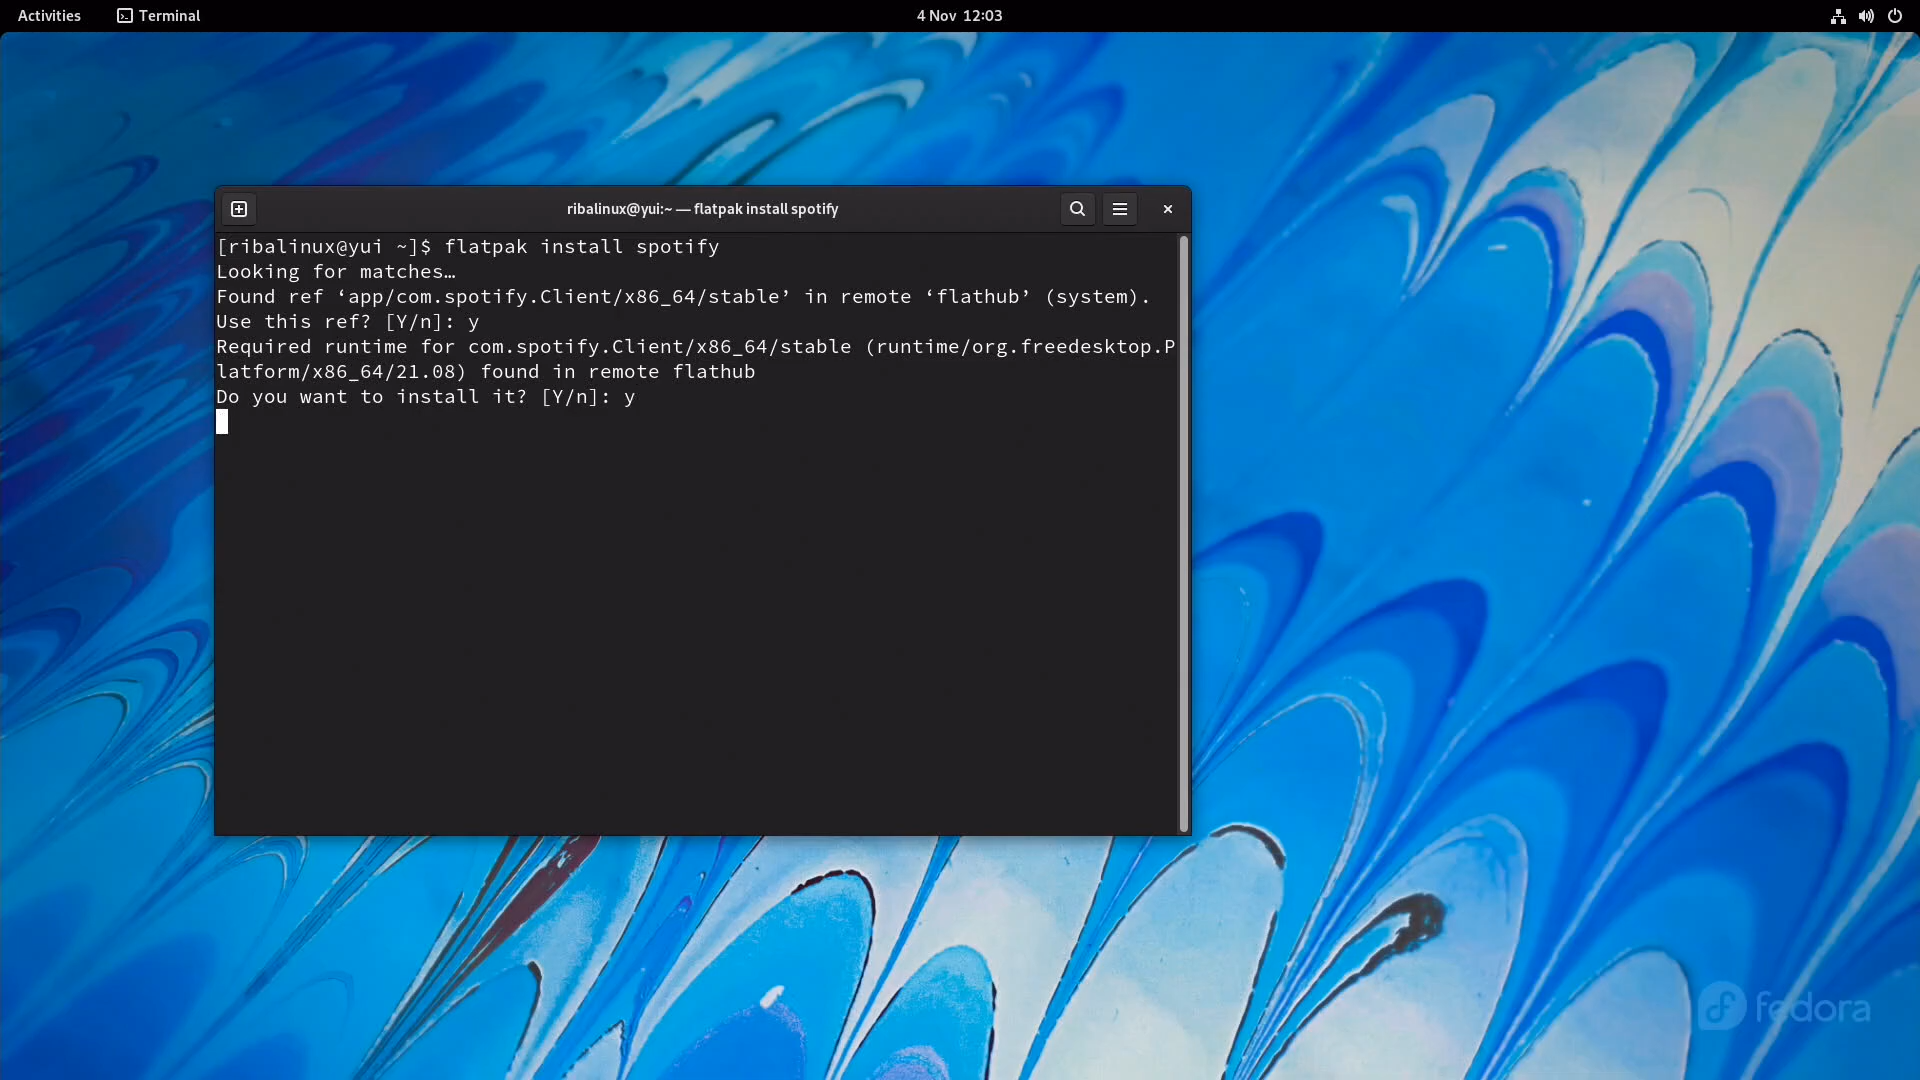 Activities Terminal 4 Nov 12:03
ribalinux@yui:~ — flatpak install spotify
[ribalinux@yui ~]$ flatpak install spotify
Looking for matches…
Found ref ‘app/com.spotify.Client/x86_64/stable’ in remote ‘flathub’ (system).
Use this ref? [Y/n]: y
Required runtime for com.spotify.Client/x86_64/stable (runtime/org.freedesktop.P
latform/x86_64/21.08) found in remote flathub
Do you want to install it? [Y/n]: y
fedora